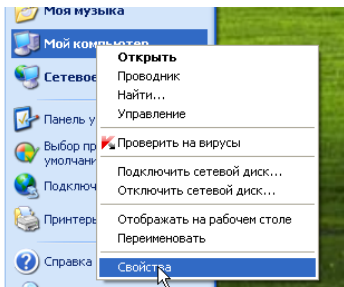 Моя музыка
Мой компьютер
Открыть
Сетевое
Проводник
Найти...
Управление
Панель у
Выбор пр
умолчани
Проверить на вирусы
Подключ
Подключить сетевой диск...
Отключить сетевой диск...
Принтеры
Отображать на рабочем столе
Переименовать
Справка
Свойства